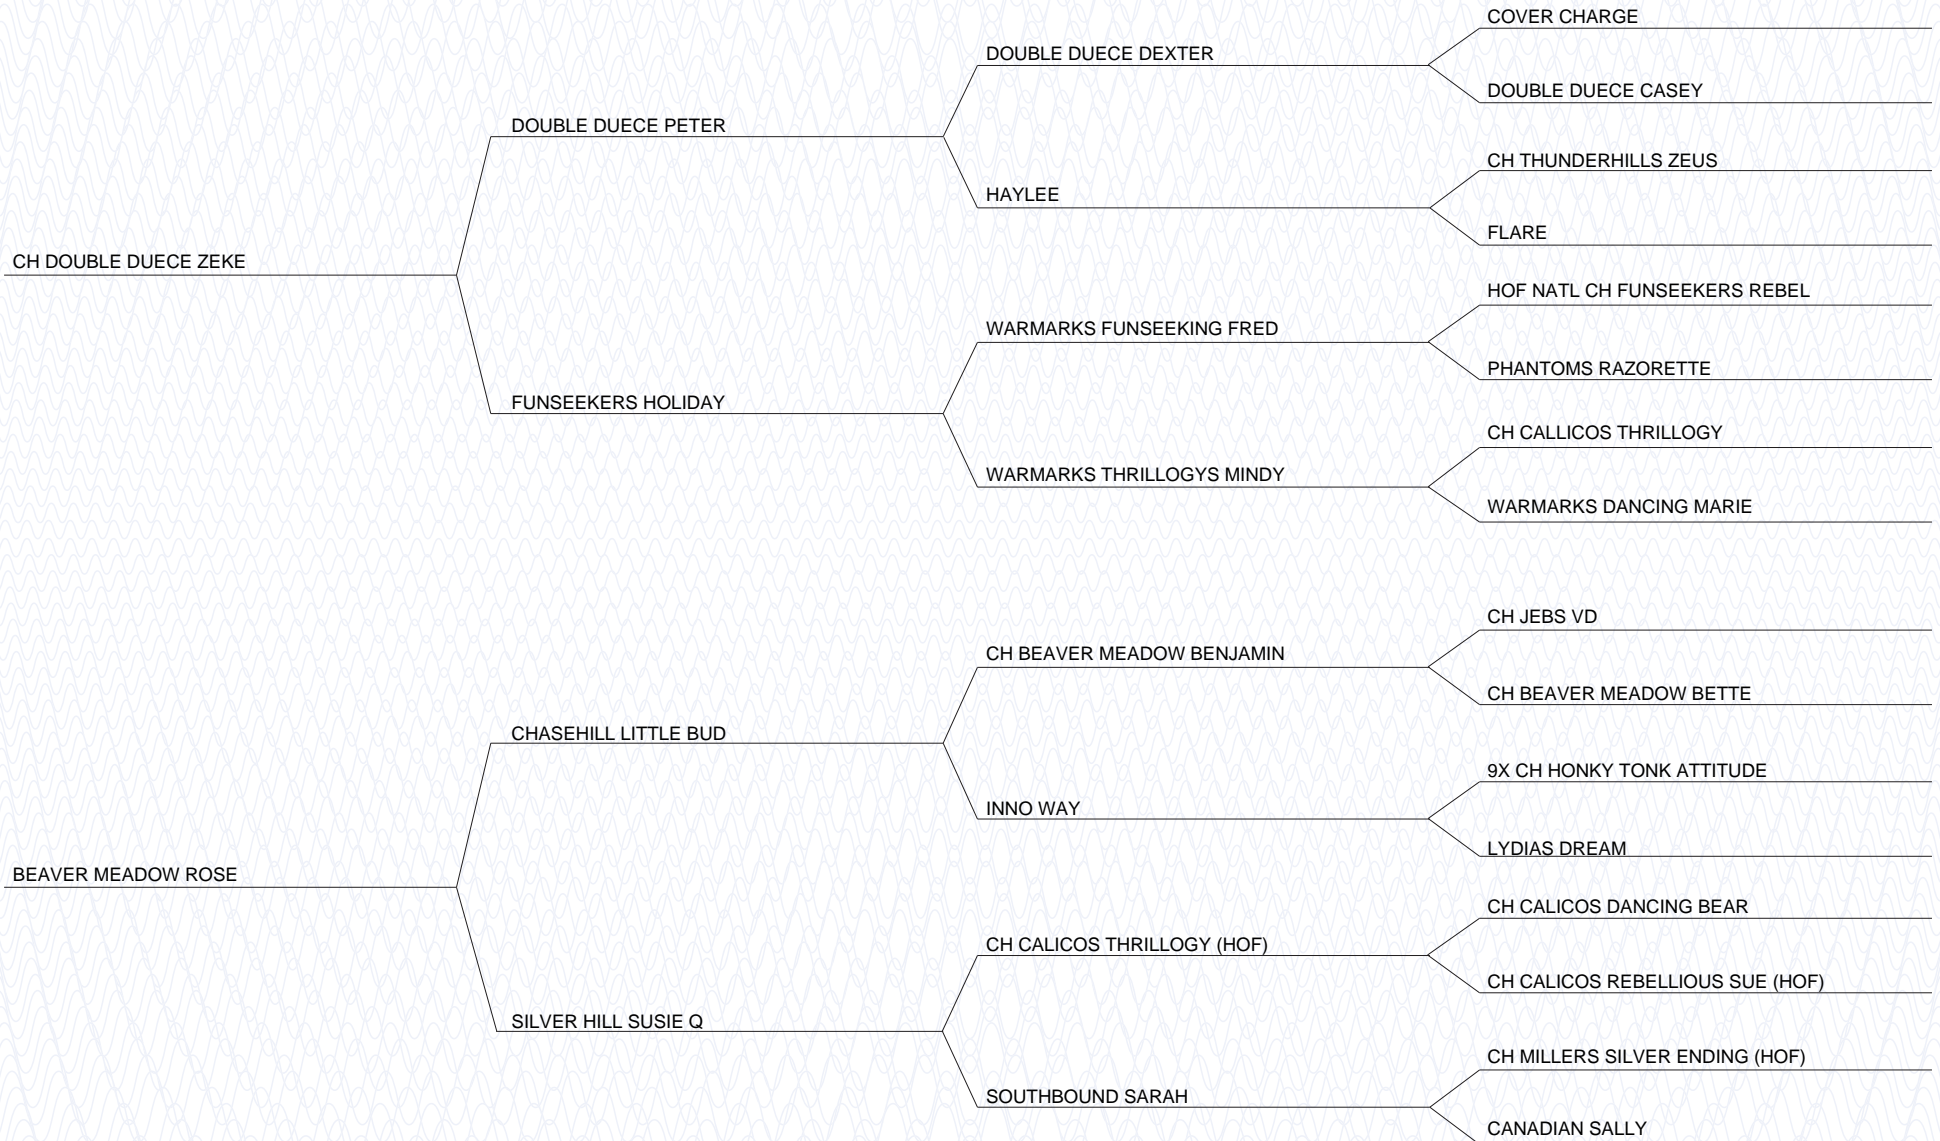 COVER CHARGE
DOUBLE DUECE DEXTER
DOUBLE DUECE CASEY
DOUBLE DUECE PETER
CH THUNDERHILLS ZEUS
HAYLEE
FLARE
CH DOUBLE DUECE ZEKE
HOF NATL CH FUNSEEKERS REBEL
WARMARKS FUNSEEKING FRED
PHANTOMS RAZORETTE
FUNSEEKERS HOLIDAY
CH CALLICOS THRILLOGY
WARMARKS THRILLOGYS MINDY
WARMARKS DANCING MARIE
CH JEBS VD
CH BEAVER MEADOW BENJAMIN
CH BEAVER MEADOW BETTE
CHASEHILL LITTLE BUD
9X CH HONKY TONK ATTITUDE
INNO WAY
LYDIAS DREAM
BEAVER MEADOW ROSE
CH CALICOS DANCING BEAR
CH CALICOS THRILLOGY (HOF)
CH CALICOS REBELLIOUS SUE (HOF)
SILVER HILL SUSIE Q
CH MILLERS SILVER ENDING (HOF)
SOUTHBOUND SARAH
CANADIAN SALLY